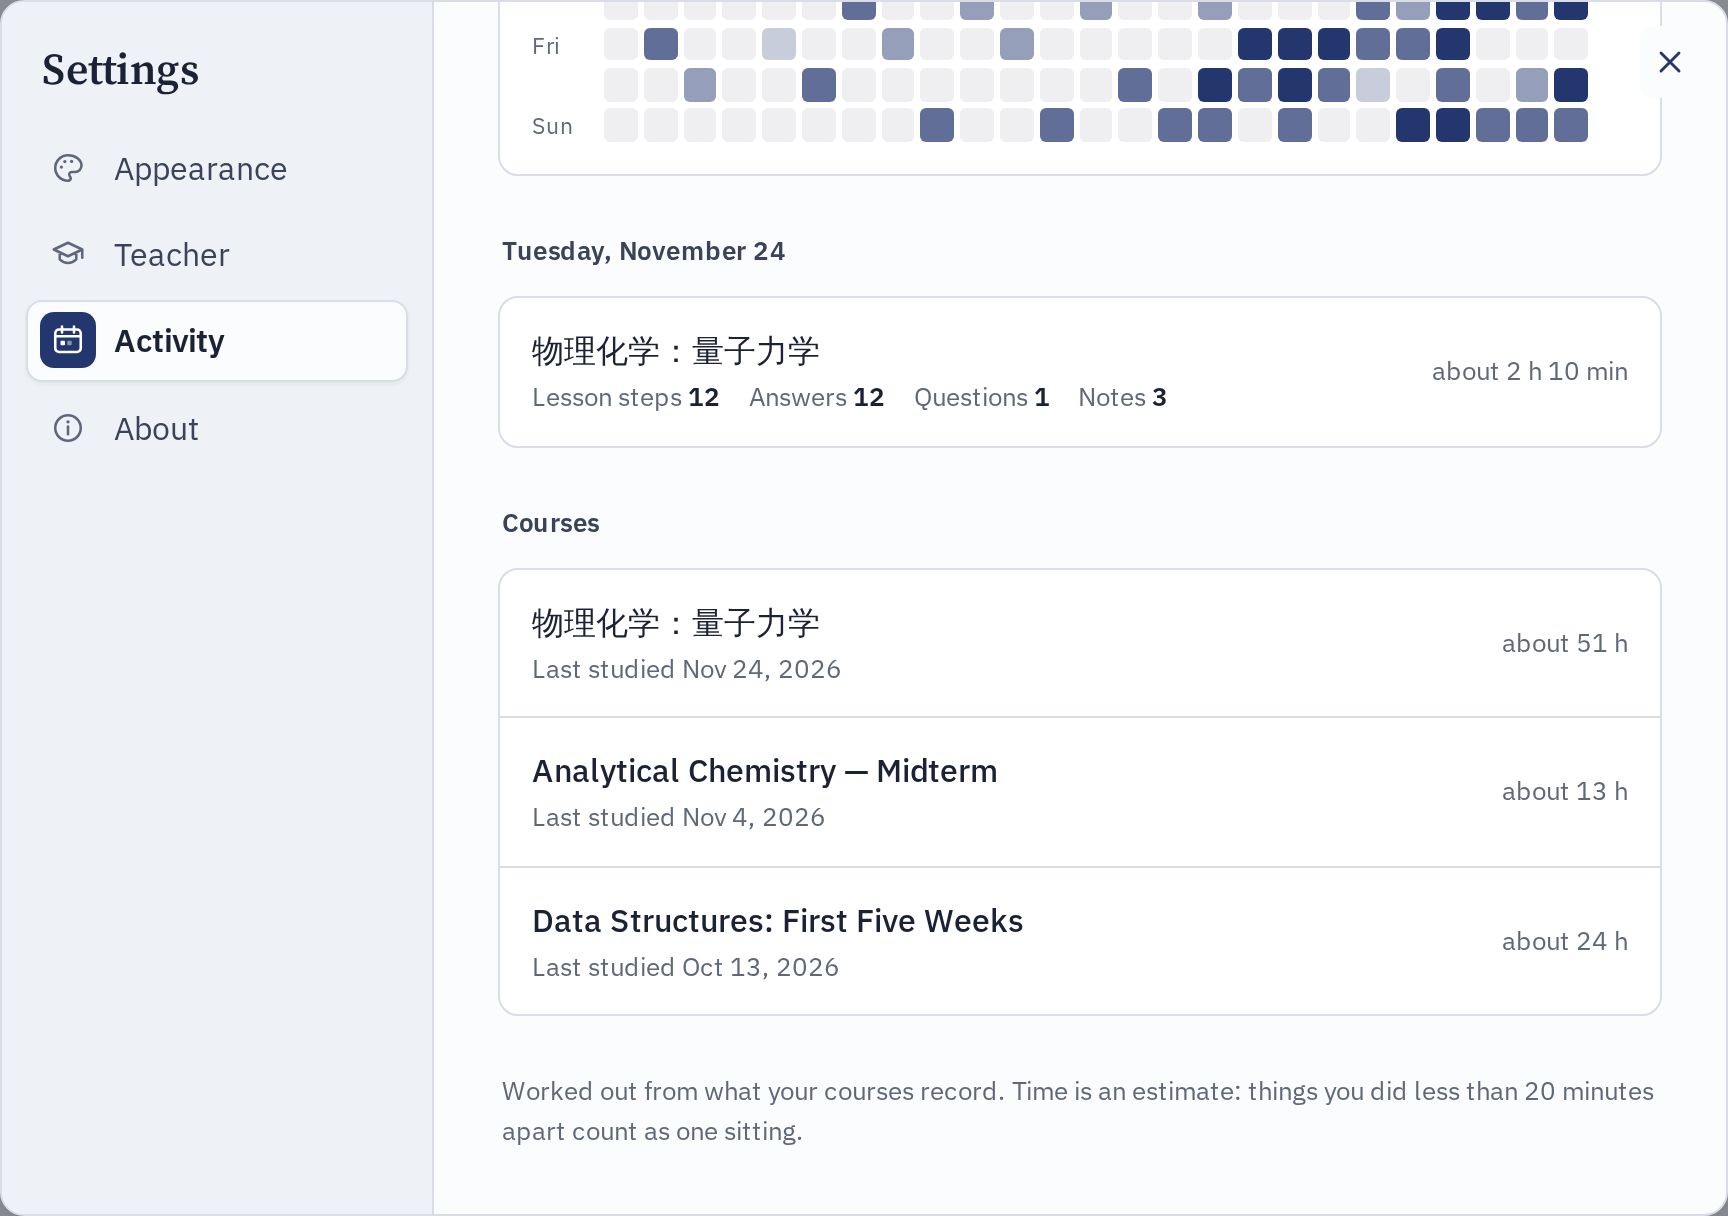 Settings
Appearance
Teacher
Activity
About
Fri
Sun
Tuesday, November 24
物理化学：量子力学
Lesson steps 12 Answers 12 Questions 1 Notes 3
about 2 h 10 min
Courses
物理化学：量子力学
Last studied Nov 24, 2026
about 51 h
Analytical Chemistry — Midterm
Last studied Nov 4, 2026
about 13 h
Data Structures: First Five Weeks
Last studied Oct 13, 2026
about 24 h
Worked out from what your courses record. Time is an estimate: things you did less than 20 minutes
apart count as one sitting.